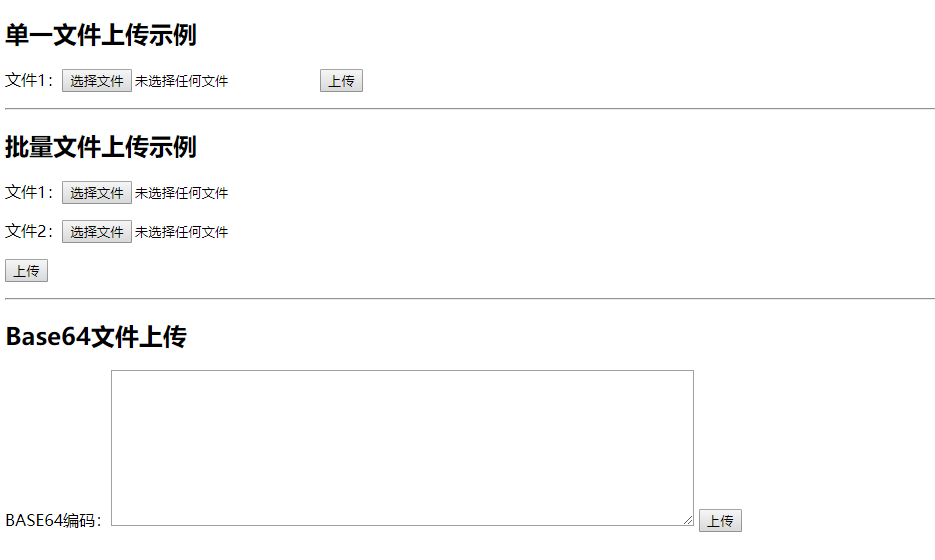 单一文件上传示例
文件1： 选择文件 未选择任何文件 上传
批量文件上传示例
文件1： 选择文件 未选择任何文件
文件2： 选择文件 未选择任何文件
上传
Base64文件上传
BASE64编码： 上传